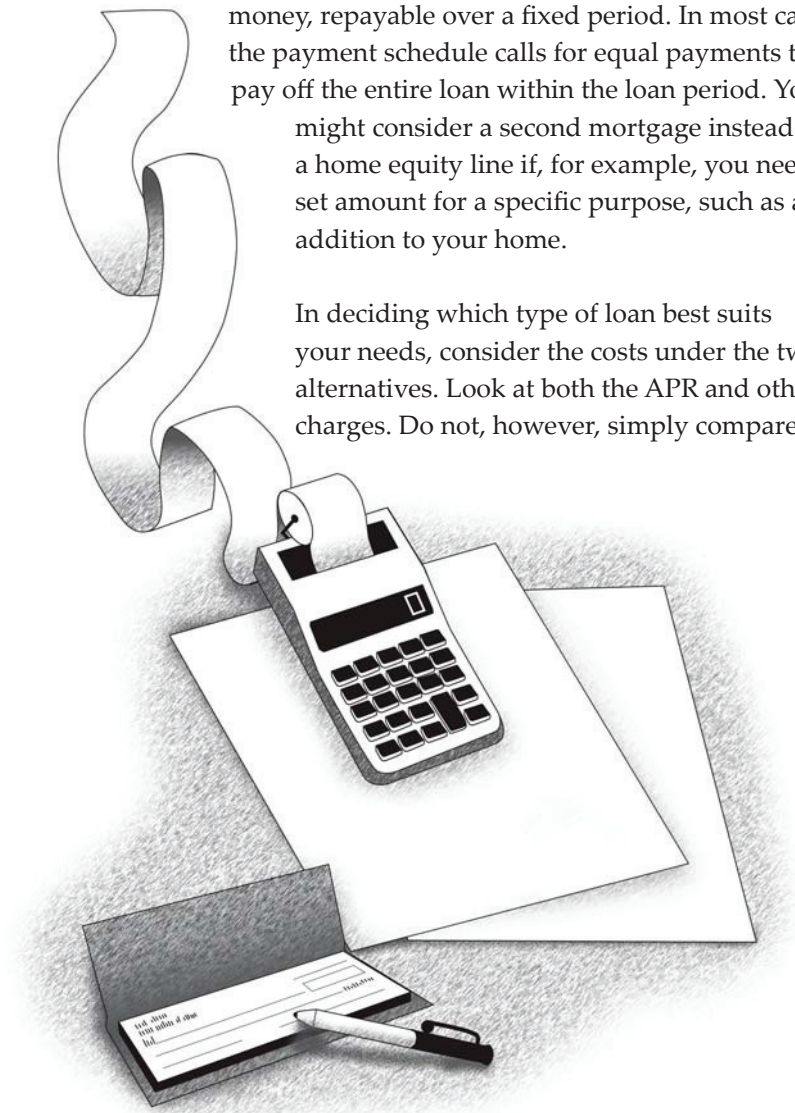 money, repayable over a fixed period. In most ca
the payment schedule calls for equal payments t
pay off the entire loan within the loan period. Yo
might consider a second mortgage instead
a home equity line if, for example, you nee
set amount for a specific purpose, such as a
addition to your home.
In deciding which type of loan best suits
your needs, consider the costs under the tw
alternatives. Look at both the APR and oth
charges. Do not, however, simply compare
0